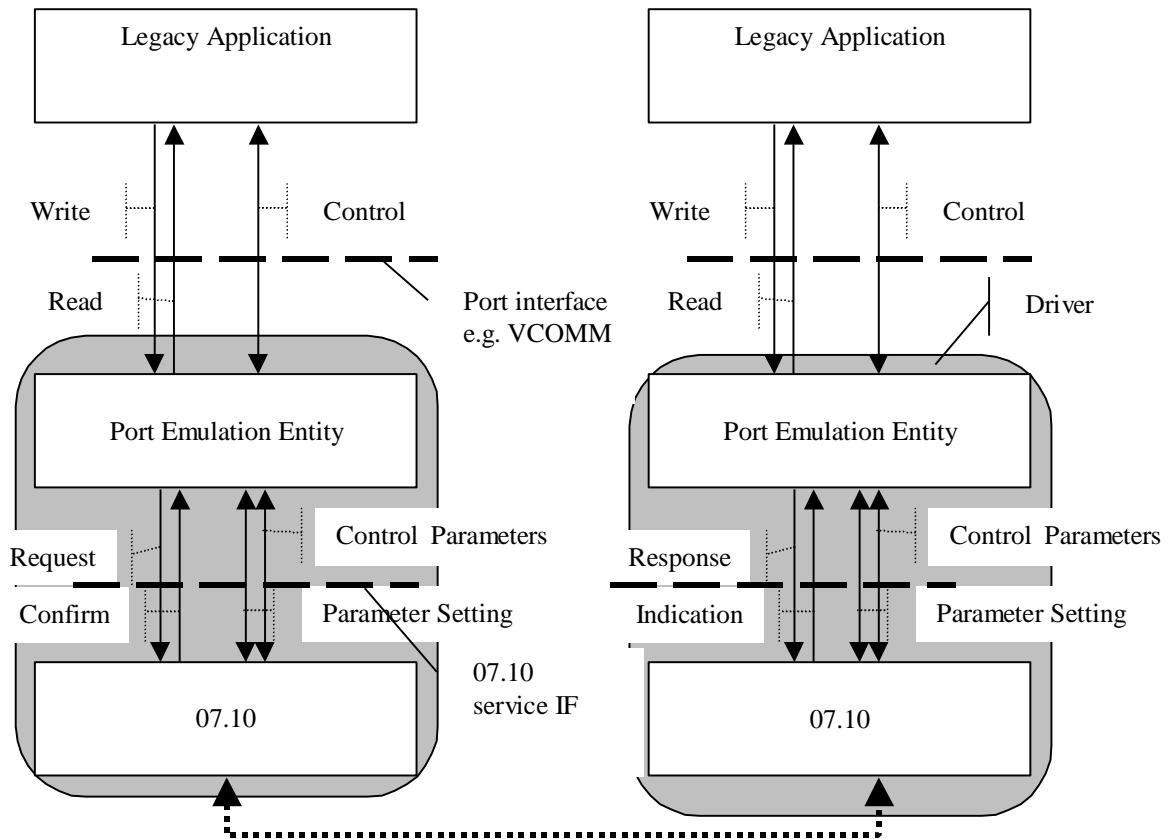 Legacy Application
Legacy Application
Write
Control
Write
Control
Read
Port interface
e.g. VCOMM
Read
Driver
Port Emulation Entity
Port Emulation Entity
Request
Control Parameters
Response
Control Parameters
Confirm
Parameter Setting
Indication
Parameter Setting
07.10
service IF
07.10
07.10